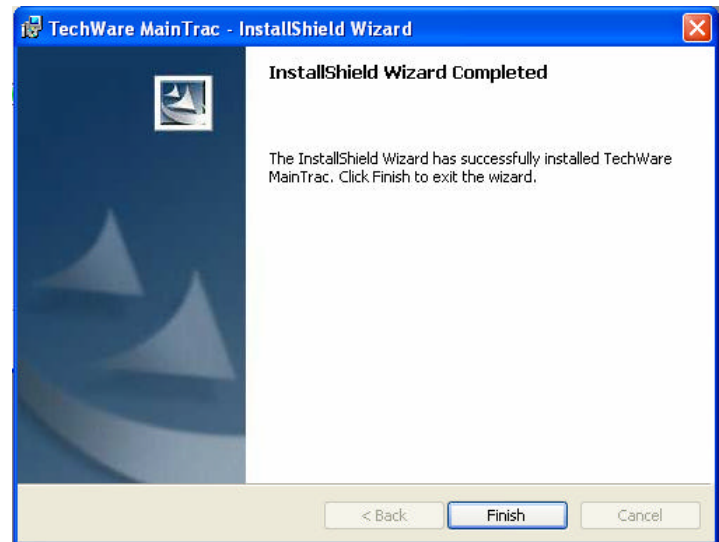 TechWare MainTrac - InstallShield Wizard
InstallShield Wizard Completed
The InstallShield Wizard has successfully installed TechWare
MainTrac. Click Finish to exit the wizard.
< Back
Finish
Cancel